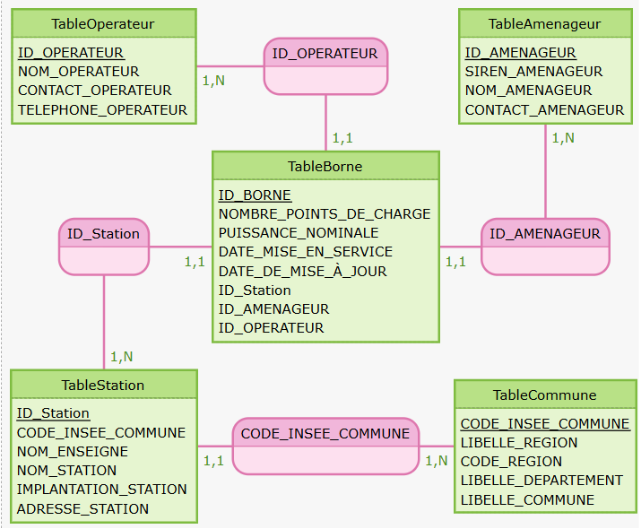 TableOperateur
ID_OPERATEUR
NOM_OPERATEUR
CONTACT_OPERATEUR
TELEPHONE_OPERATEUR
1,N
ID_OPERATEUR
1,1
TableAmenageur
ID_AMENAGEUR
SIREN_AMENAGEUR
NOM_AMENAGEUR
CONTACT_AMENAGEUR
1,N
TableBorne
ID_BORNE
NOMBRE_POINTS_DE_CHARGE
PUISSANCE_NOMINALE
DATE_MISE_EN_SERVICE
DATE_DE_MISE_À_JOUR
ID_Station
ID_AMENAGEUR
ID_OPERATEUR
ID_Station
1,1
1,N
1,1
ID_AMENAGEUR
TableStation
ID_Station
CODE_INSEE_COMMUNE
NOM_ENSEIGNE
NOM_STATION
IMPLANTATION_STATION
ADRESSE_STATION
1,1
CODE_INSEE_COMMUNE
1,N
TableCommune
CODE_INSEE_COMMUNE
LIBELLE_REGION
CODE_REGION
LIBELLE_DEPARTEMENT
LIBELLE_COMMUNE